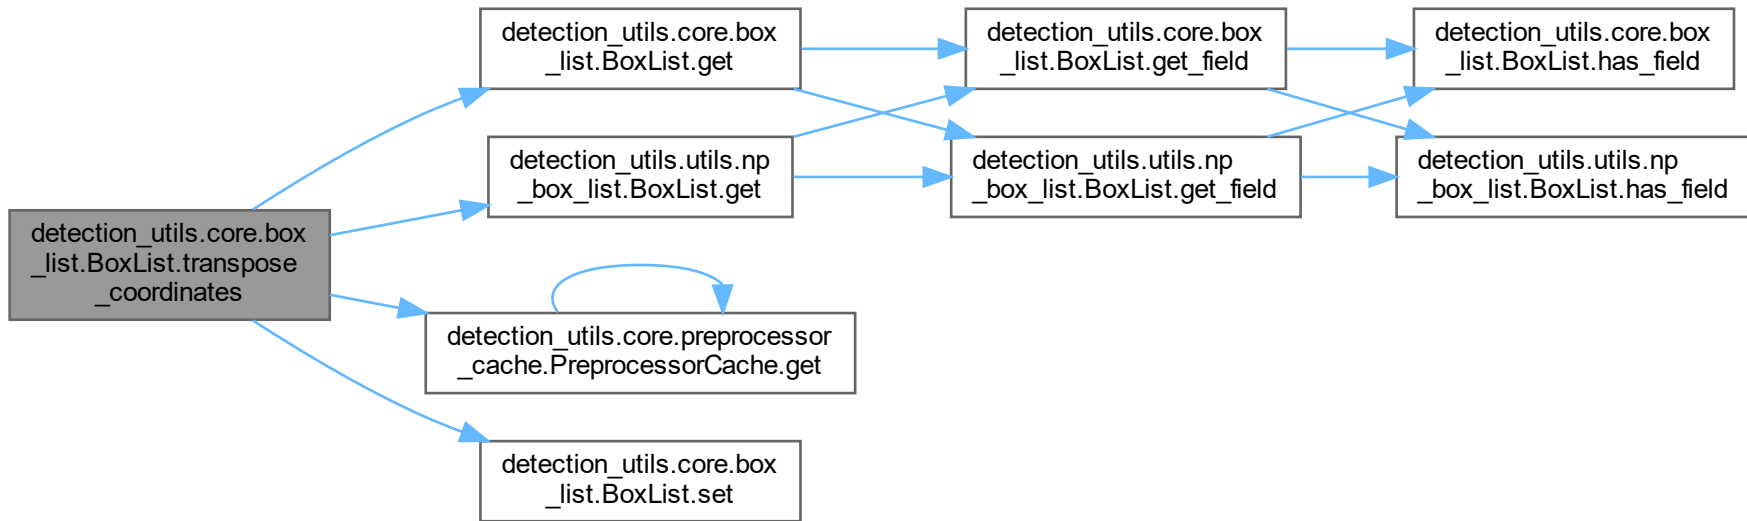 detection_utils.core.box
_list.BoxList.transpose
_coordinates
detection_utils.core.box
_list.BoxList.get
detection_utils.utils.np
_box_list.BoxList.get
detection_utils.core.preprocessor
_cache.PreprocessorCache.get
detection_utils.core.box
_list.BoxList.set
detection_utils.core.box
_list.BoxList.get_field
detection_utils.utils.np
_box_list.BoxList.get_field
detection_utils.core.box
_list.BoxList.has_field
detection_utils.utils.np
_box_list.BoxList.has_field